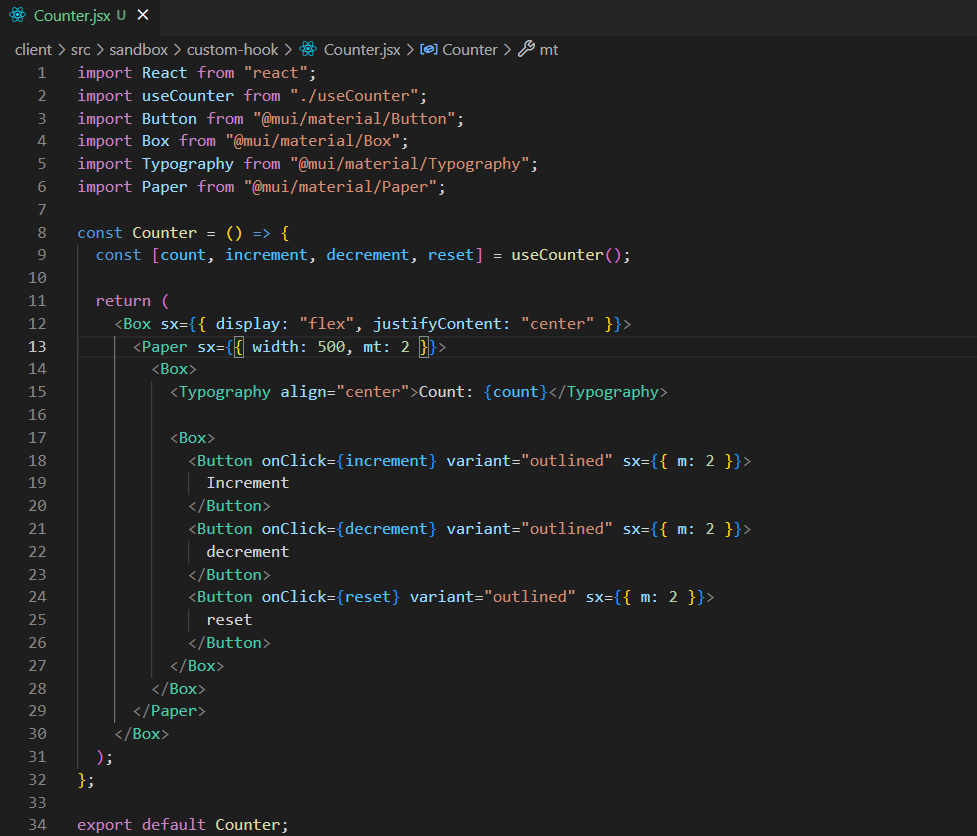 Counter.jsx U ×
client > src > sandbox > custom-hook > Counter.jsx > Counter > mt
1 import React from "react";
2 import useCounter from "./useCounter";
3 import Button from "@mui/material/Button";
4 import Box from "@mui/material/Box";
5 import Typography from "@mui/material/Typography";
6 import Paper from "@mui/material/Paper";
7
8 const Counter = () => {
9   const [count, increment, decrement, reset] = useCounter();
10
11   return (
12     <Box sx={{ display: "flex", justifyContent: "center" }}>
13       <Paper sx={{ width: 500, mt: 2 }}>
14         <Box>
15           <Typography align="center">Count: {count}</Typography>
16
17           <Box>
18             <Button onClick={increment} variant="outlined" sx={{ m: 2 }}>
19               Increment
20             </Button>
21             <Button onClick={decrement} variant="outlined" sx={{ m: 2 }}>
22               decrement
23             </Button>
24             <Button onClick={reset} variant="outlined" sx={{ m: 2 }}>
25               reset
26             </Button>
27           </Box>
28         </Box>
29       </Paper>
30     </Box>
31   );
32 };
33
34 export default Counter;